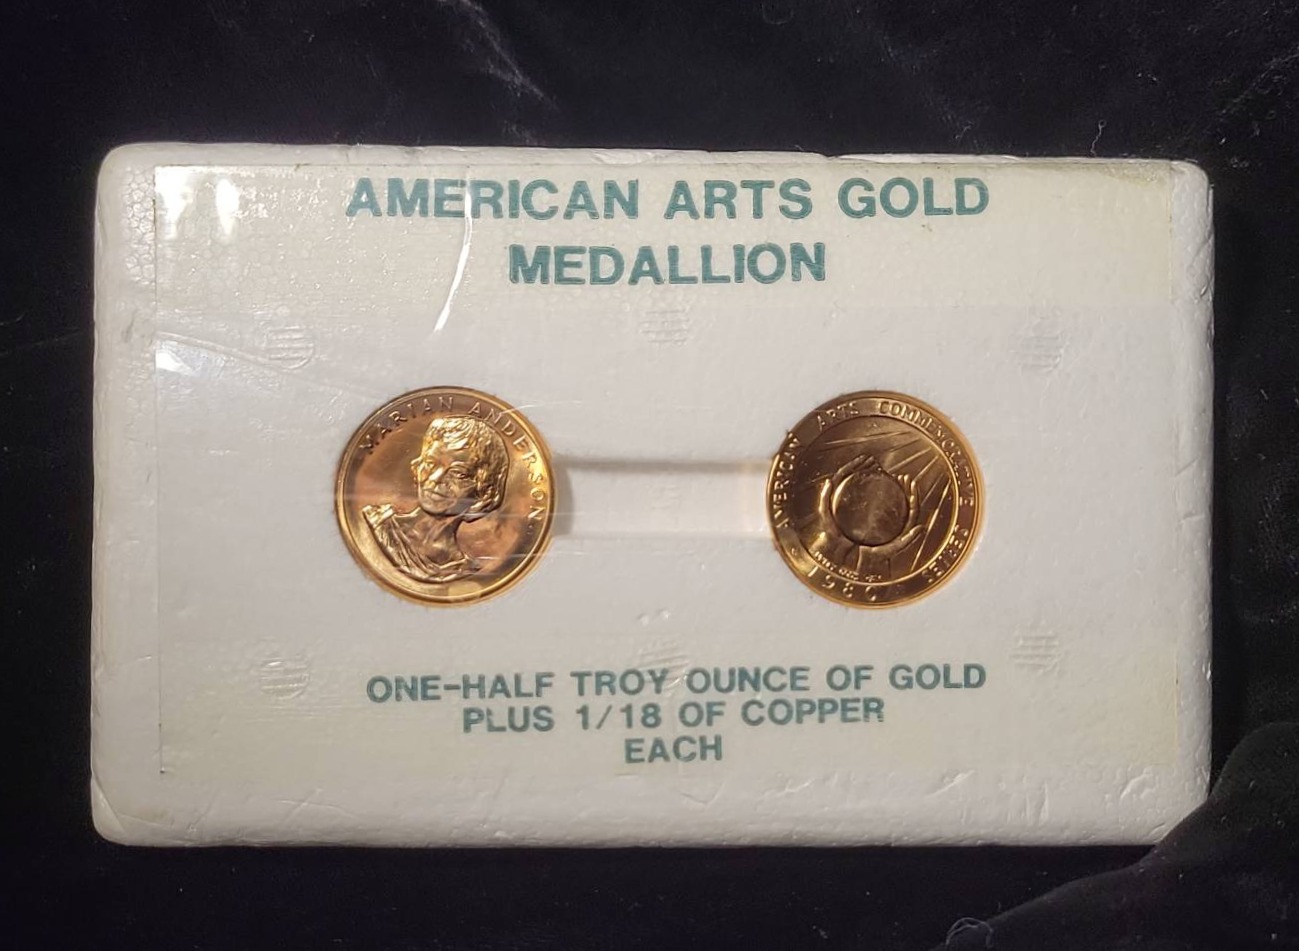 AMERICAN ARTS GOLD
MEDALLION
MARIAN ANDERSON
AMERICAN ARTS COMMEMORATIVE SERIES
1980
ONE-HALF TROY OUNCE OF GOLD
PLUS 1/18 OF COPPER
EACH